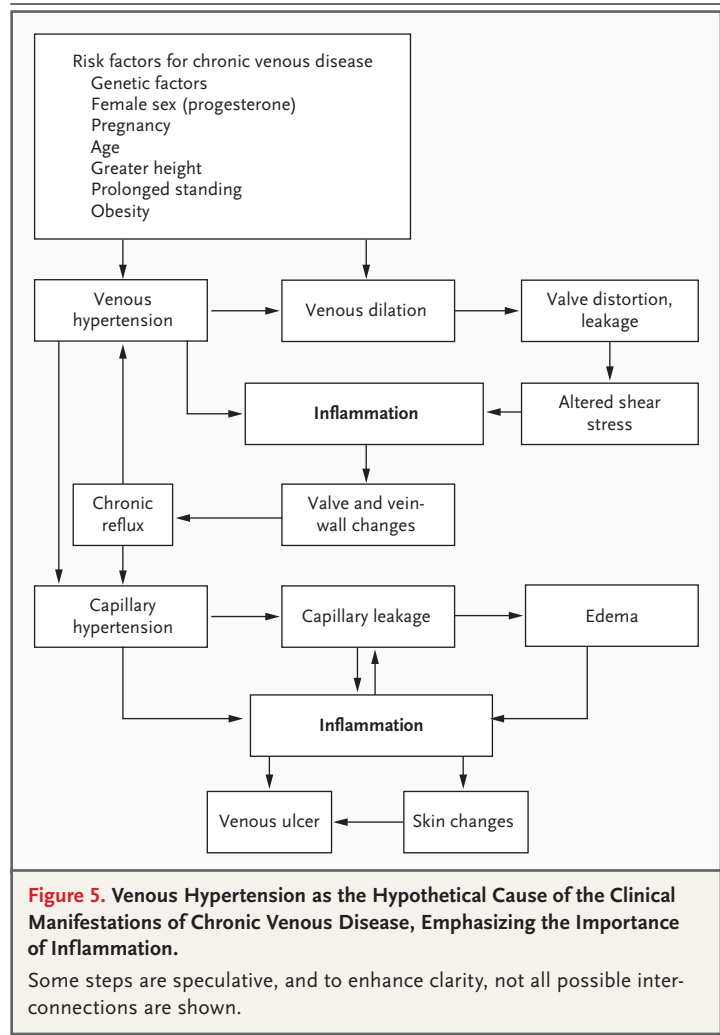 Risk factors for chronic venous disease
Genetic factors
Female sex (progesterone)
Pregnancy
Age
Greater height
Prolonged standing
Obesity
Venous
hypertension
Venous dilation
Valve distortion,
leakage
Inflammation
Altered shear
stress
Chronic
reflux
Valve and vein-
wall changes
Capillary
hypertension
Capillary leakage
Edema
Inflammation
Venous ulcer
Skin changes
Figure 5. Venous Hypertension as the Hypothetical Cause of the Clinical
Manifestations of Chronic Venous Disease, Emphasizing the Importance
of Inflammation.
Some steps are speculative, and to enhance clarity, not all possible inter-
connections are shown.